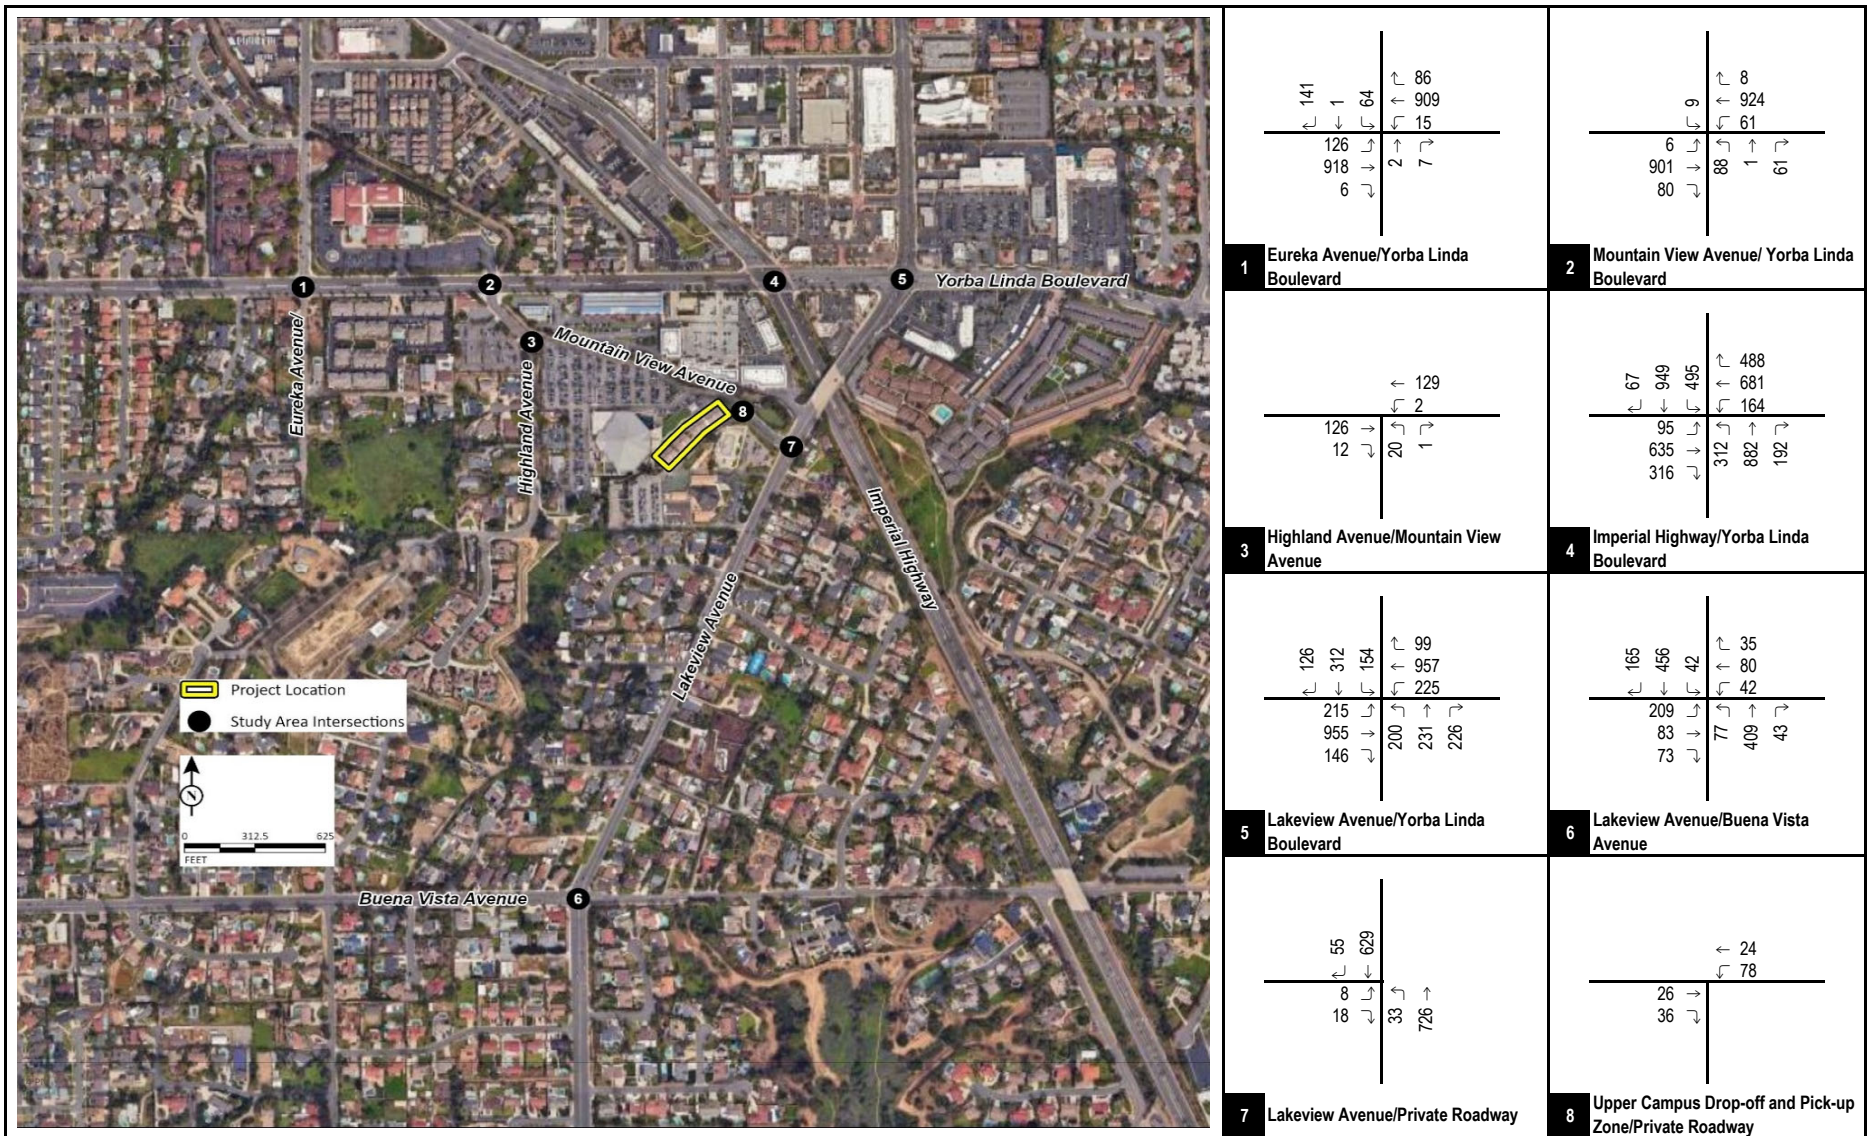 1
2
4
5
Yorba Linda Boulevard
3
Mountain View Avenue
Eureka Avenue/
Highland Avenue
8
7
Imperial Highway
Lakeview Avenue
Project Location
Study Area Intersections
N
0 312.5 625
FEET
Buena Vista Avenue
6
141 1 64
86
909
15
126
918
6
2 7
1 Eureka Avenue/Yorba Linda
Boulevard
9
8
924
61
6
901
80
88 1 61
2 Mountain View Avenue/ Yorba Linda
Boulevard
129
2
126
12
20 1
3 Highland Avenue/Mountain View
Avenue
67 949 495
488
681
164
95
635
316
312 882 192
4 Imperial Highway/Yorba Linda
Boulevard
126 312 154
99
957
225
215
955
146
200 231 226
5 Lakeview Avenue/Yorba Linda
Boulevard
165 456 42
35
80
42
209
83
73
77 409 43
6 Lakeview Avenue/Buena Vista
Avenue
55 629
8
18
33 726
7 Lakeview Avenue/Private Roadway
24
78
26
36
8 Upper Campus Drop-off and Pick-up
Zone/Private Roadway